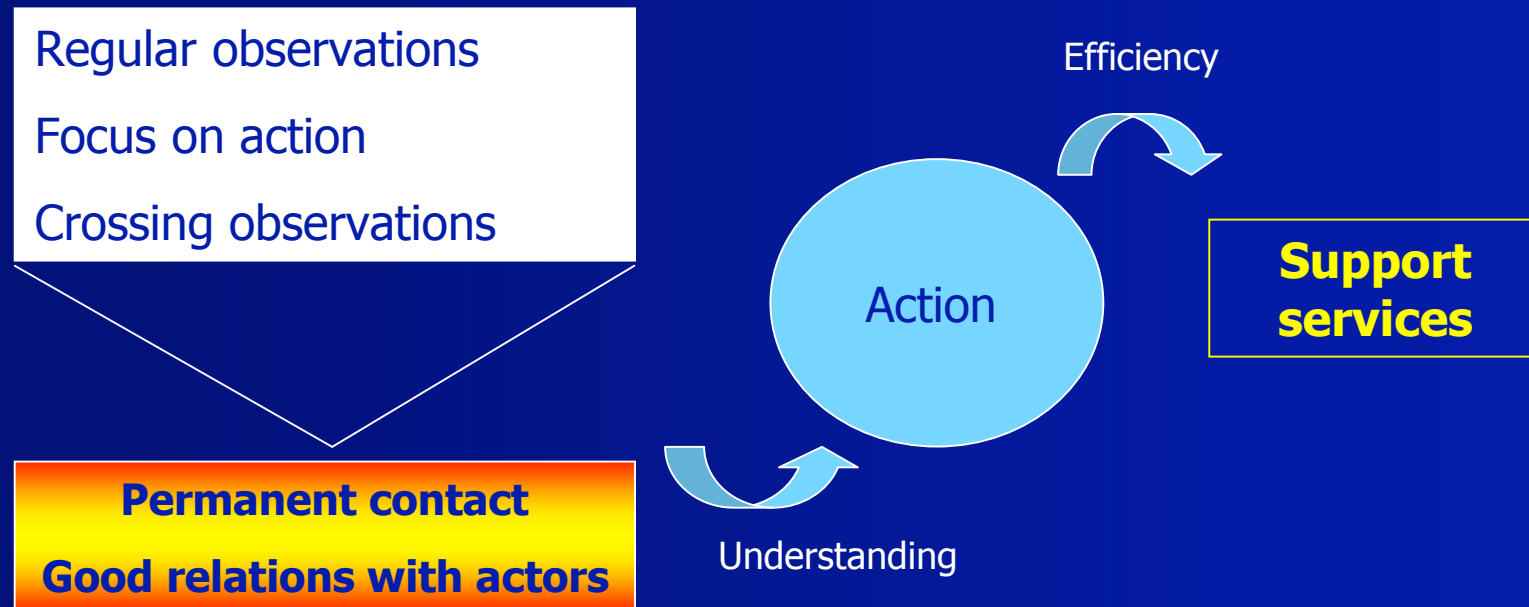 Regular observations
Focus on action
Crossing observations
Permanent contact
Good relations with actors
Understanding
Action
Efficiency
Support
services